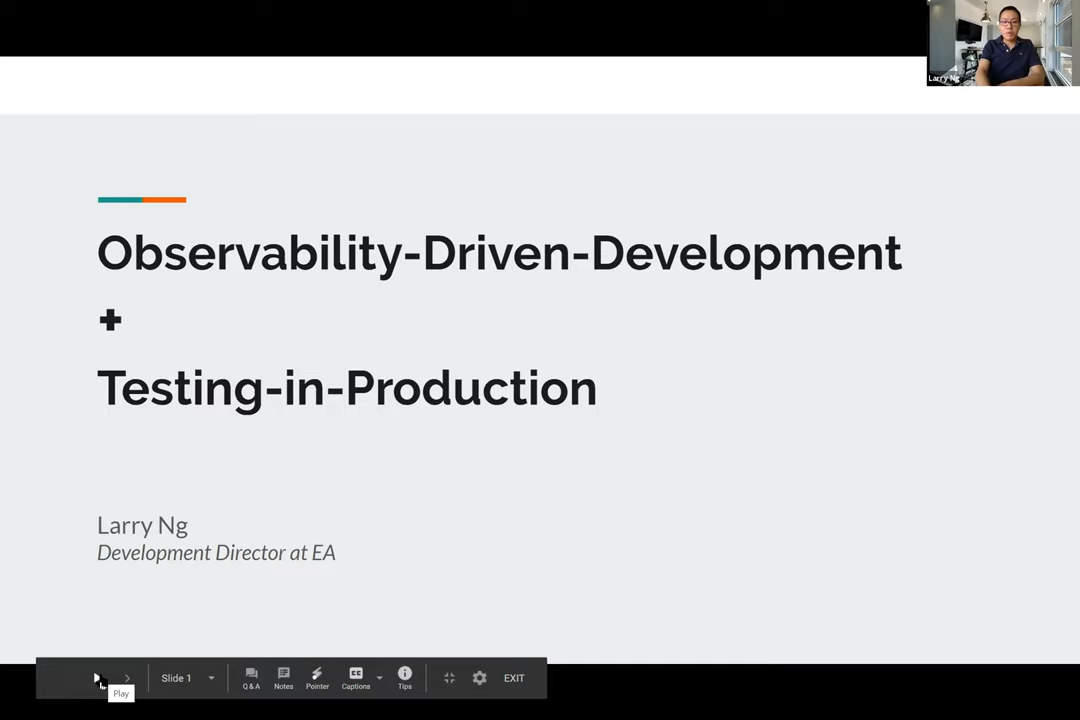 Larry Ng
Observability-Driven-Development
+
Testing-in-Production
Larry Ng
Development Director at EA
Slide 1
Q & A
Notes
Pointer
Captions
Tips
EXIT
Play